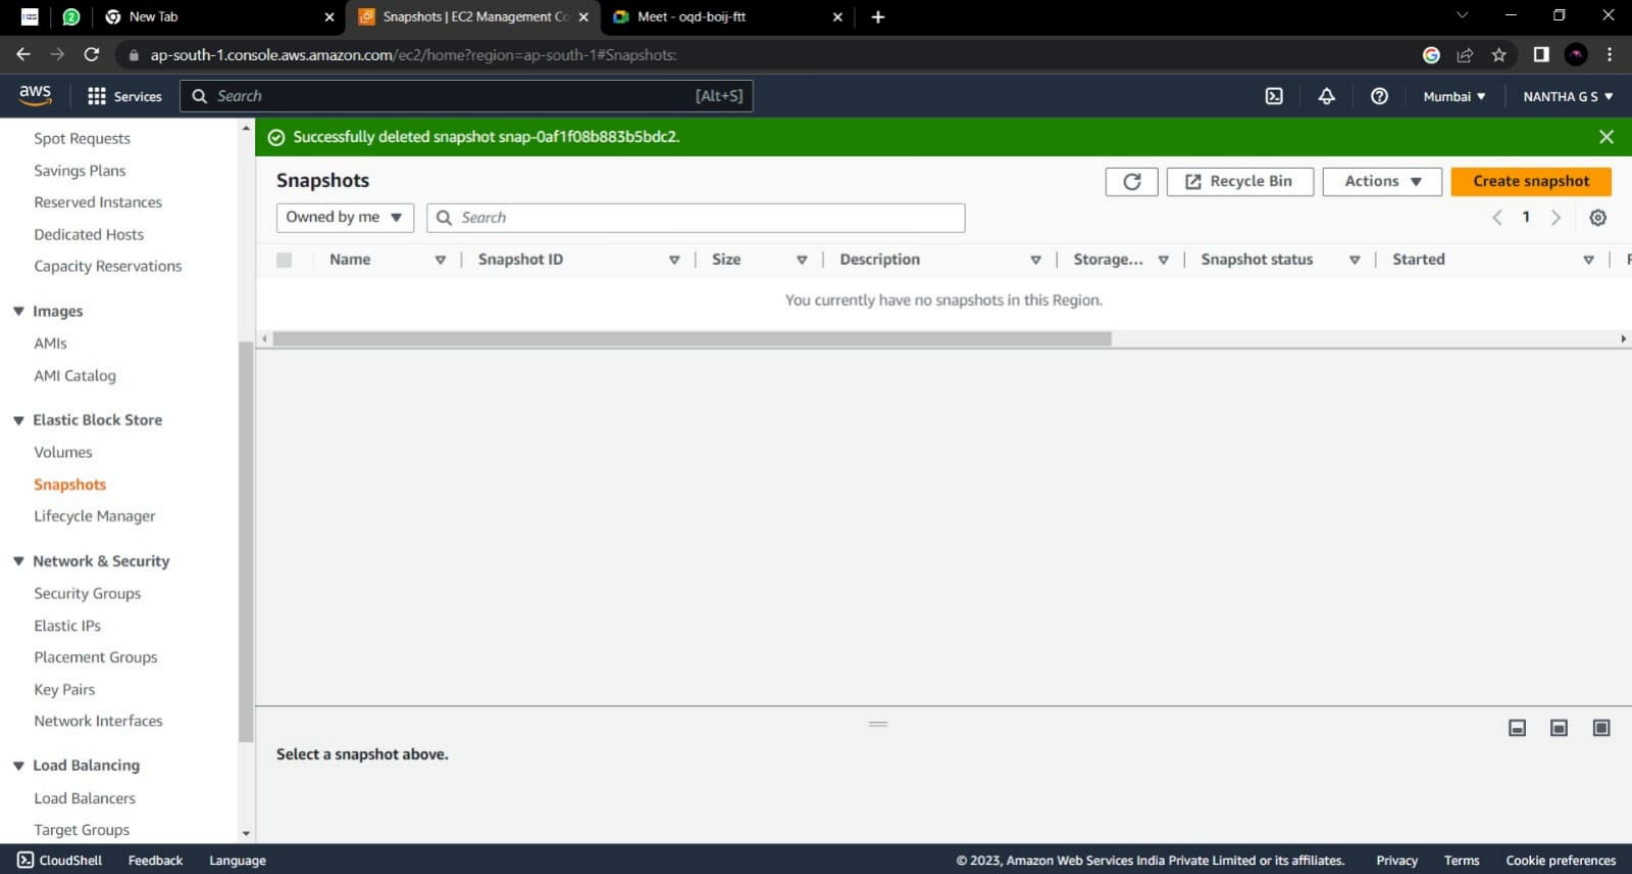 New Tab
Snapshots | EC2 Management Co
Meet - oqd-boij-ftt
ap-south-1.console.aws.amazon.com/ec2/home?region=ap-south-1#Snapshots:
aws
Services
Search
[Alt+S]
Mumbai
NANTHA G S
Spot Requests
Savings Plans
Reserved Instances
Dedicated Hosts
Capacity Reservations
Images
AMIs
AMI Catalog
Elastic Block Store
Volumes
Snapshots
Lifecycle Manager
Network & Security
Security Groups
Elastic IPs
Placement Groups
Key Pairs
Network Interfaces
Load Balancing
Load Balancers
Target Groups
Successfully deleted snapshot snap-0af1f08b883b5bdc2.
Snapshots
Recycle Bin
Actions
Create snapshot
Owned by me
Search
1
Name
Snapshot ID
Size
Description
Storage...
Snapshot status
Started
You currently have no snapshots in this Region.
Select a snapshot above.
CloudShell
Feedback
Language
© 2023, Amazon Web Services India Private Limited or its affiliates.
Privacy
Terms
Cookie preferences